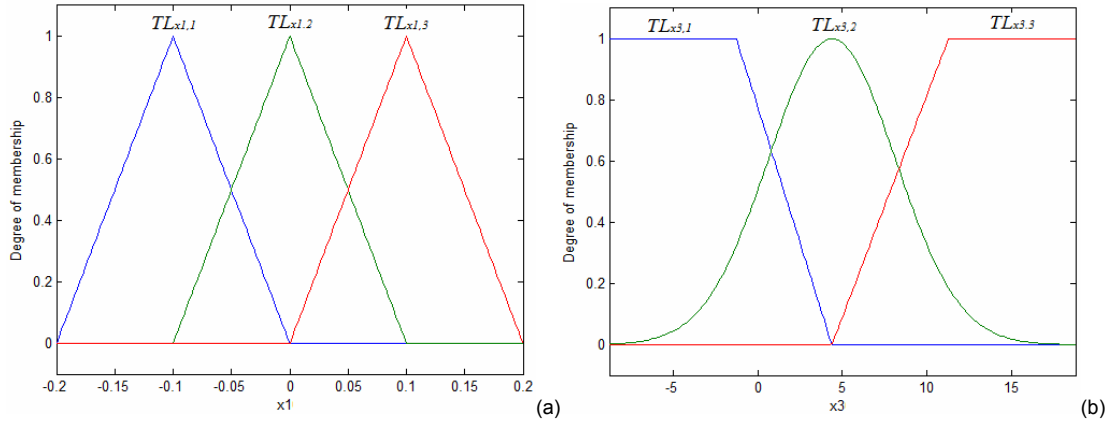 TLx1,1 TLx1.2 TLx1,3
1
0.8
0.6
0.4
0.2
0
Degree of membership
-0.2 -0.15 -0.1 -0.05 0 0.05 0.1 0.15 0.2
x1
(a)
TLx3,1 TLx3,2 TLx3.3
1
0.8
0.6
0.4
0.2
0
Degree of membership
-5 0 5 10 15
x3
(b)